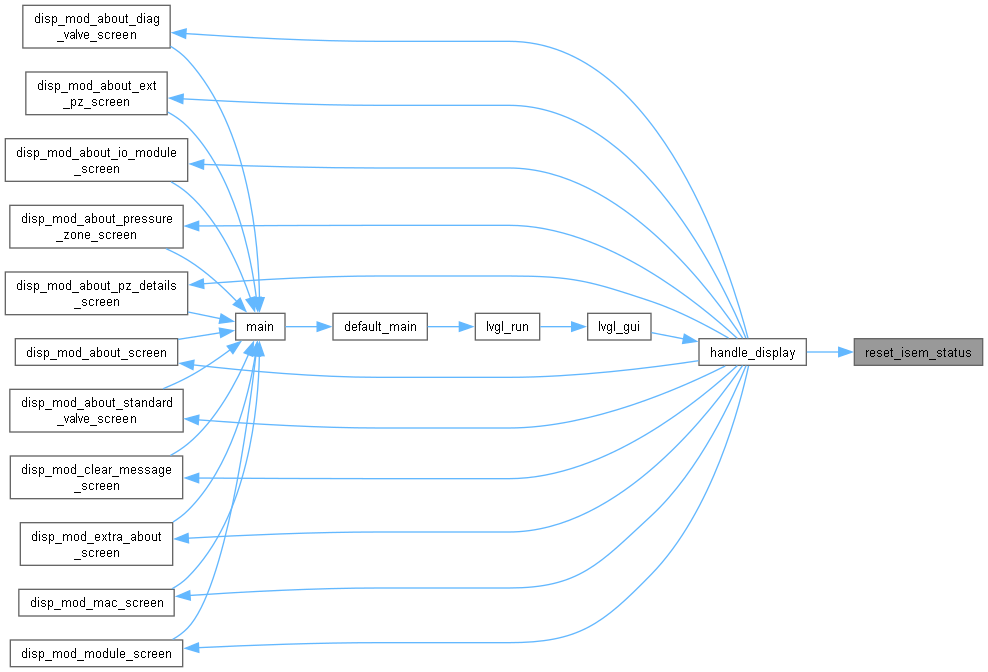 disp_mod_about_diag
_valve_screen
disp_mod_about_ext
_pz_screen
disp_mod_about_io_module
_screen
disp_mod_about_pressure
_zone_screen
disp_mod_about_pz_details
_screen
disp_mod_about_screen
disp_mod_about_standard
_valve_screen
disp_mod_clear_message
_screen
disp_mod_extra_about
_screen
disp_mod_mac_screen
disp_mod_module_screen
main
default_main
lvgl_run
lvgl_gui
handle_display
reset_isem_status